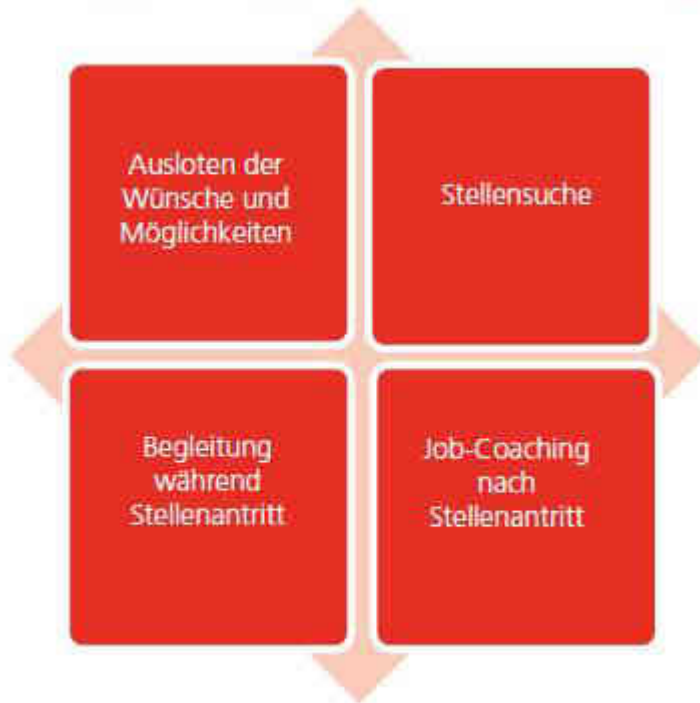 Ausloten der
Wünsche und
Möglichkeiten
Stellensuche
Begleitung
während
Stellenantritt
Job-Coaching
nach
Stellenantritt